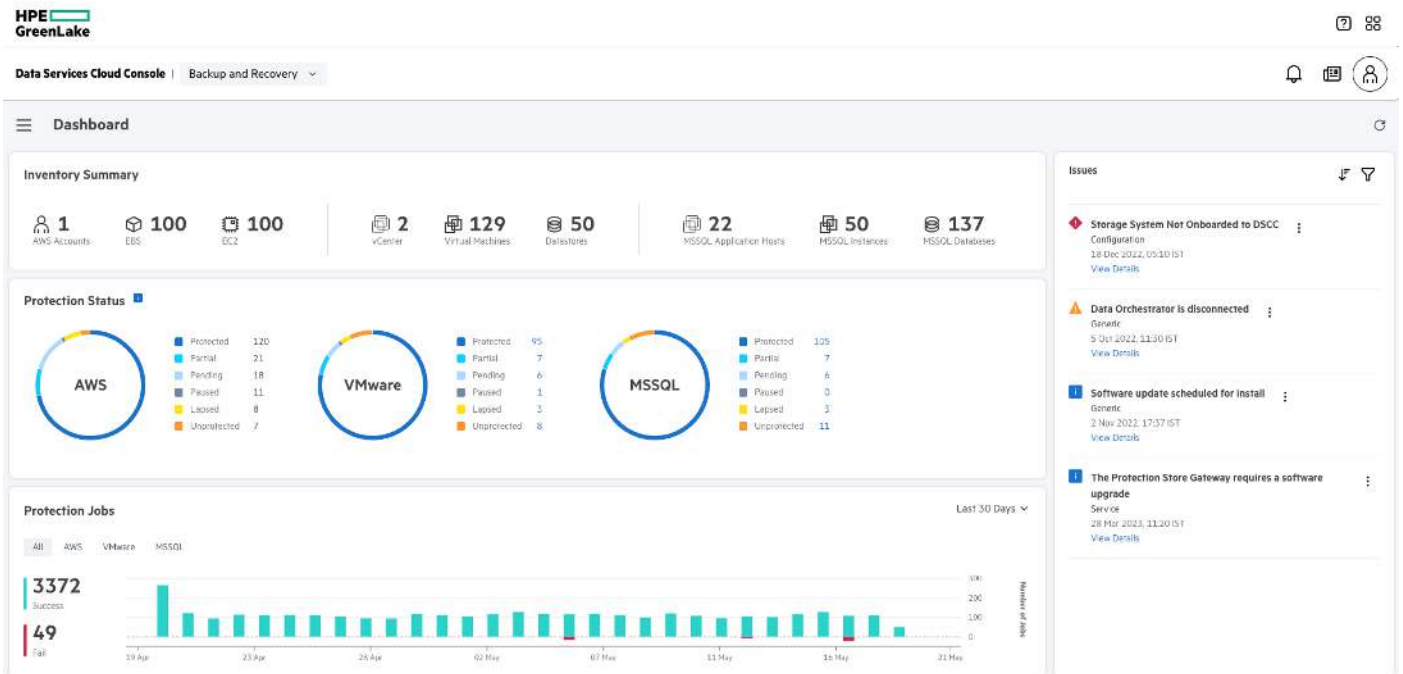 HPE
GreenLake
Data Services Cloud Console | Backup and Recovery
Dashboard
Inventory Summary
1
AWS Accounts
100
EBS
100
EC2
2
vCenter
129
Virtual Machines
50
Datastores
22
MSSQL Application Hosts
50
MSSQL Instances
137
MSSQL Databases
Protection Status
AWS
Protected 120
Partial 21
Pending 18
Paused 11
Lapsed 8
Unprotected 7
VMware
Protected 95
Partial 7
Pending 6
Paused 1
Lapsed 3
Unprotected 8
MSSQL
Protected 105
Partial 7
Pending 6
Paused 0
Lapsed 3
Unprotected 11
Protection Jobs
Last 30 Days
All AWS VMware MSSQL
3372
Success
49
Fail
300
200
100
0
Number of Jobs
19 Apr 23 Apr 28 Apr 02 May 07 May 11 May 16 May 21 May
Issues
Storage System Not Onboarded to DSCC
Configuration
18 Dec 2022, 05:10 IST
View Details
Data Orchestrator is disconnected
Generic
5 Oct 2022, 11:30 IST
View Details
Software update scheduled for install
Generic
2 Nov 2022, 17:37 IST
View Details
The Protection Store Gateway requires a software
upgrade
Service
28 Mar 2023, 11:20 IST
View Details